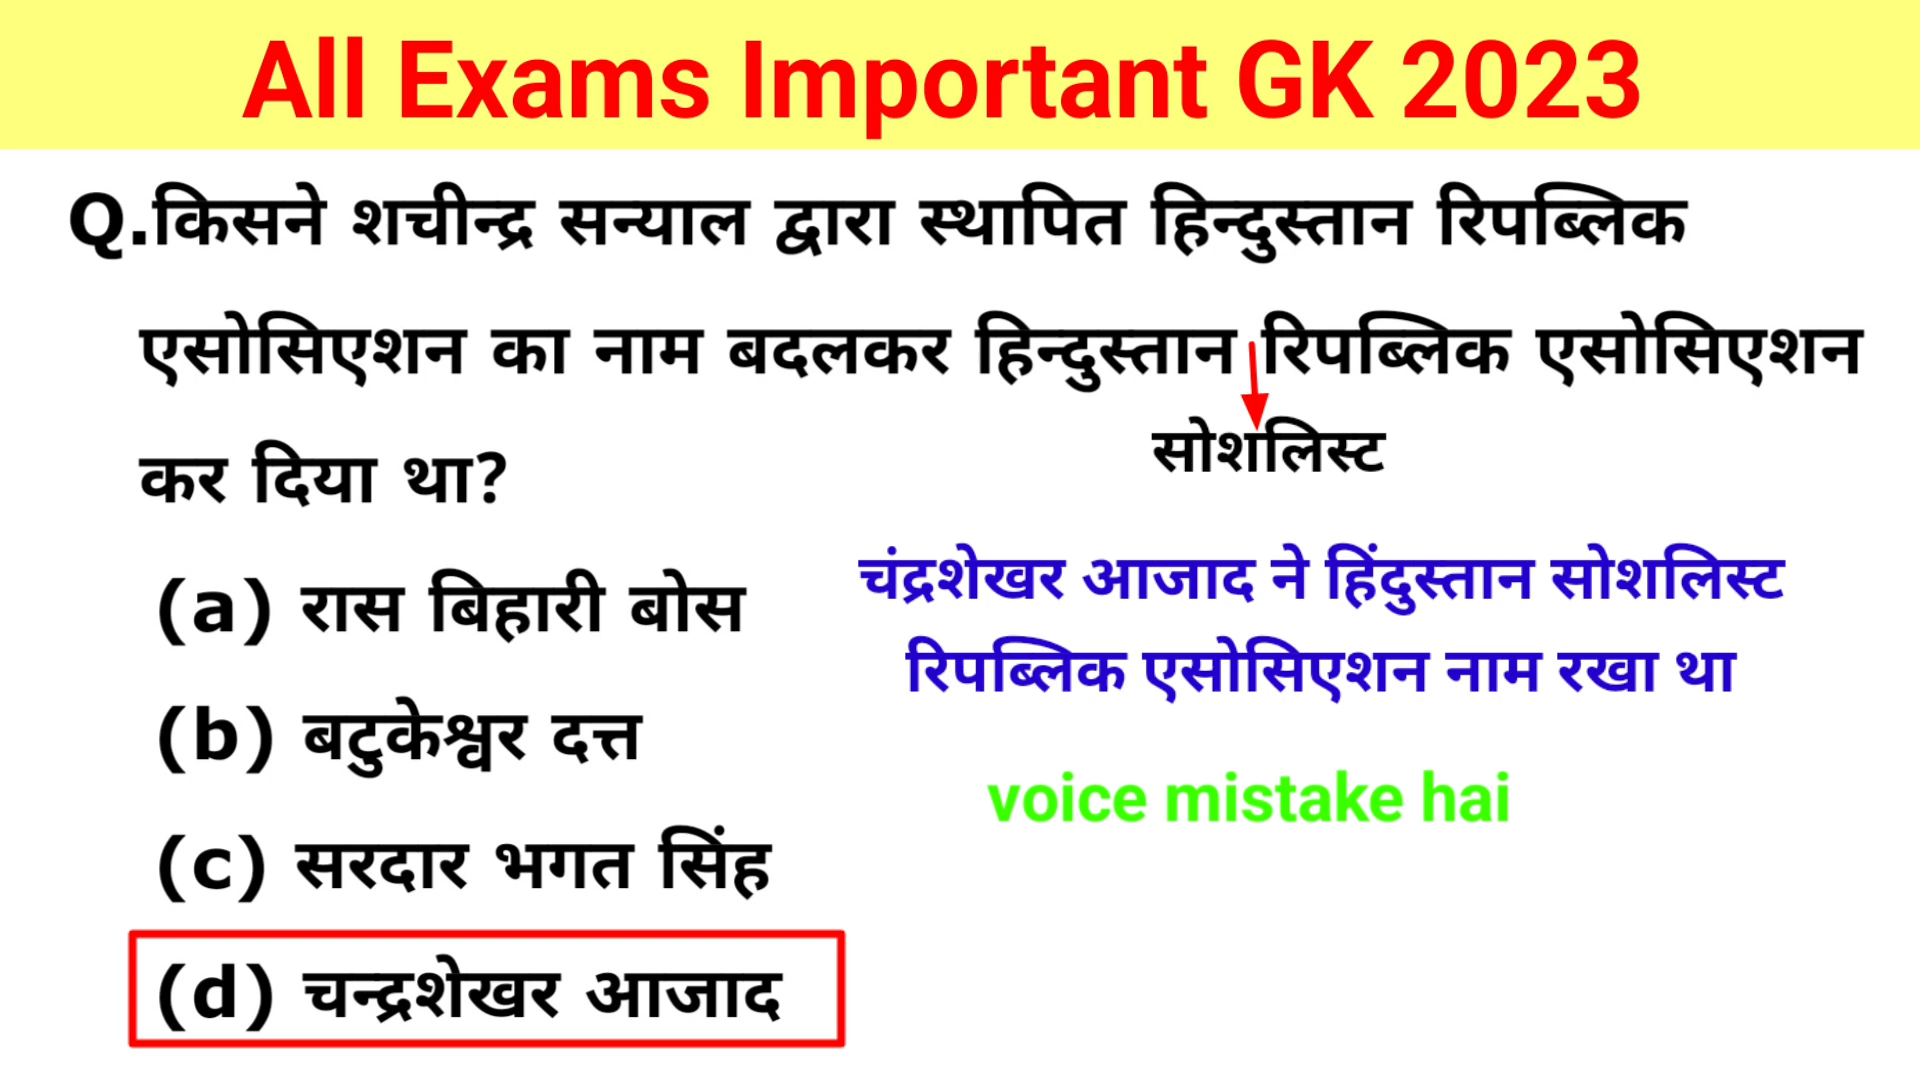 All Exams Important GK 2023
Q.किसने शचीन्द्र सन्याल द्वारा स्थापित हिन्दुस्तान रिपब्लिक
एसोसिएशन का नाम बदलकर हिन्दुस्तान रिपब्लिक एसोसिएशन
सोशलिस्ट
कर दिया था?
(a) रास बिहारी बोस
(b) बटुकेश्वर दत्त
(c) सरदार भगत सिंह
(d) चन्द्रशेखर आजाद
चंद्रशेखर आजाद ने हिंदुस्तान सोशलिस्ट
रिपब्लिक एसोसिएशन नाम रखा था
voice mistake hai